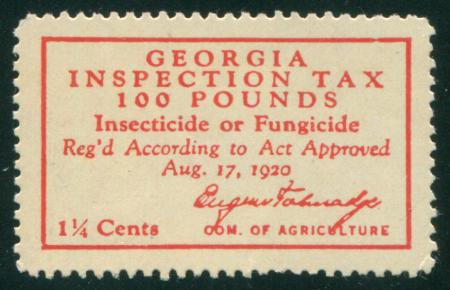 GEORGIA
INSPECTION TAX
100 POUNDS
Insecticide or Fungicide
Reg'd According to Act Approved
Aug. 17, 1920
Eugene Talmadge
1¼ Cents COM. OF AGRICULTURE